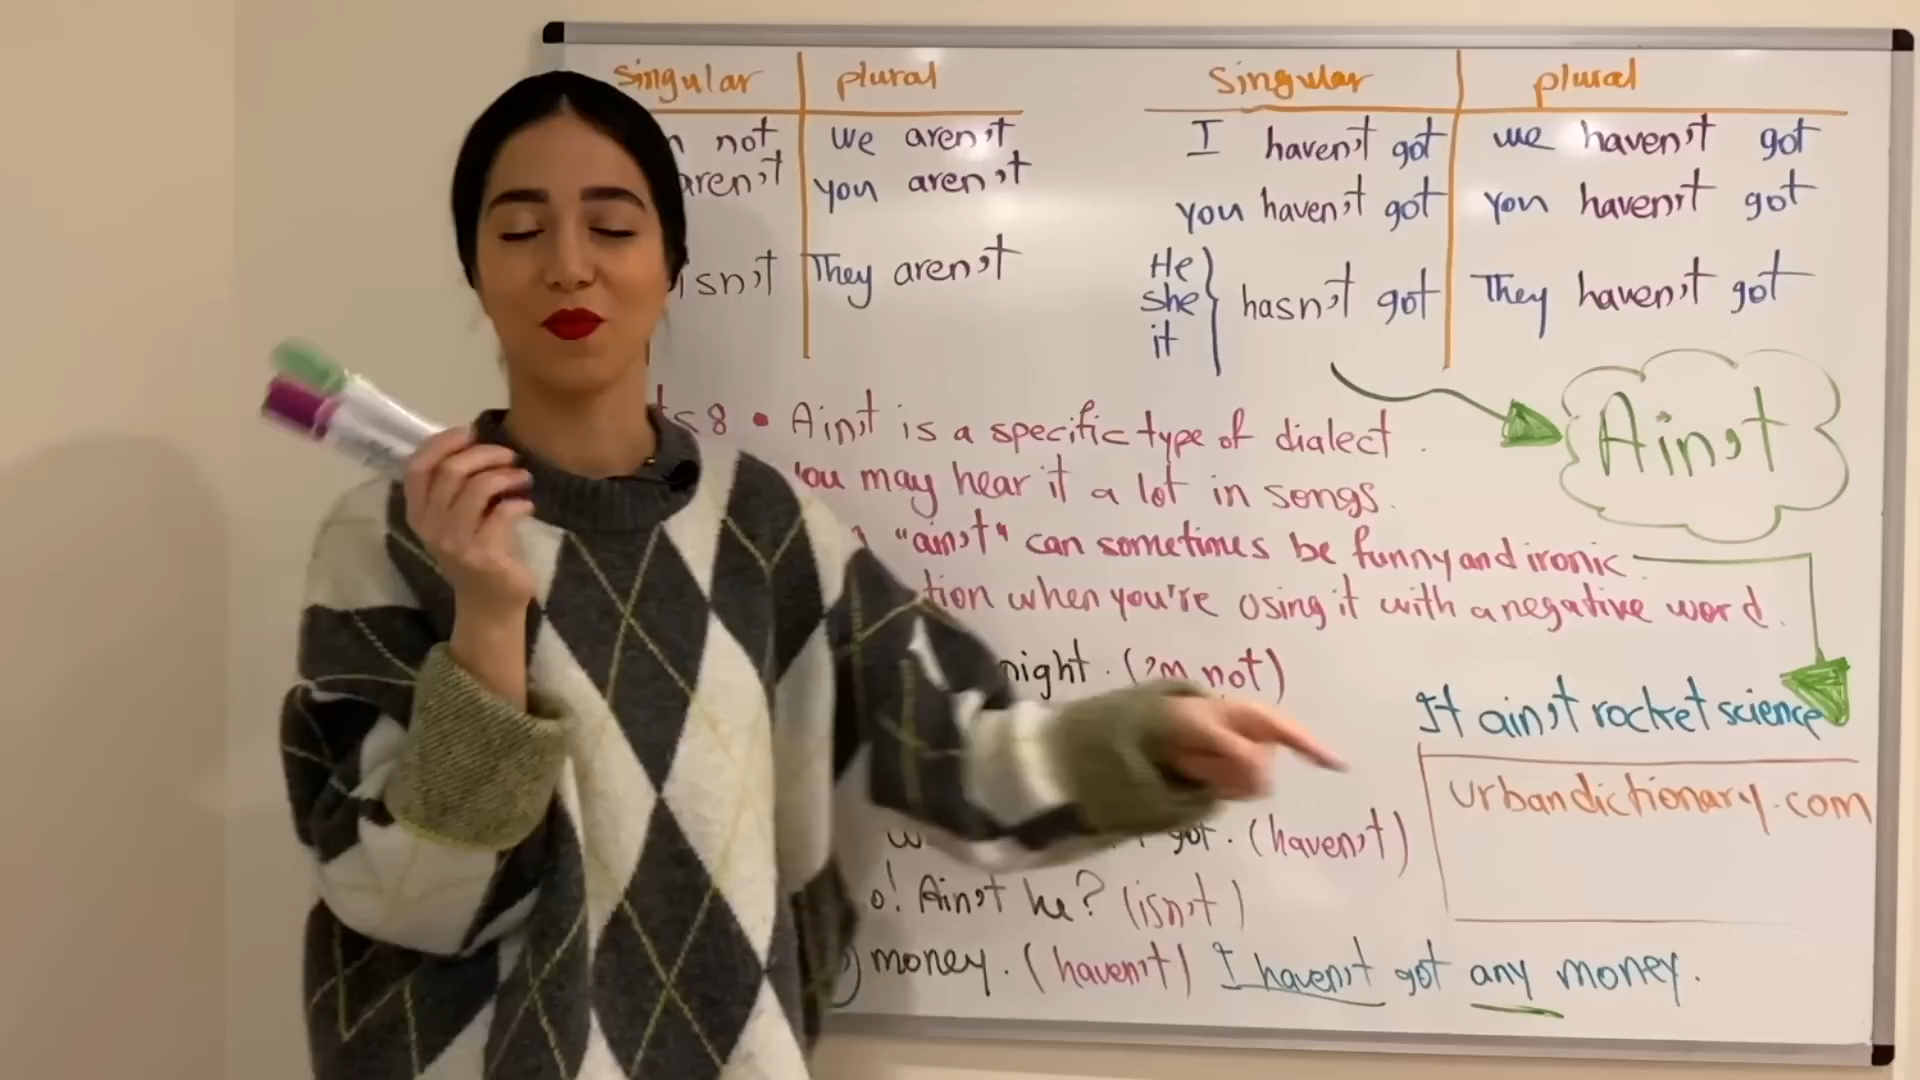 singular plural
not we aren't
aren't you aren't
isn't They aren't
singular plural
I haven't got we haven't got
you haven't got you haven't got
He
she
it
hasn't got They haven't got
Ain't
8 • Ain't is a specific type of dialect.
you may hear it a lot in songs.
"ain't" can sometimes be funny and ironic.
when you're using it with a negative word.
('m not)
It ain't rocket science
urbandictionary.com
got. (haven't)
Ain't he? (isn't)
money. (haven't) I haven't got any money.